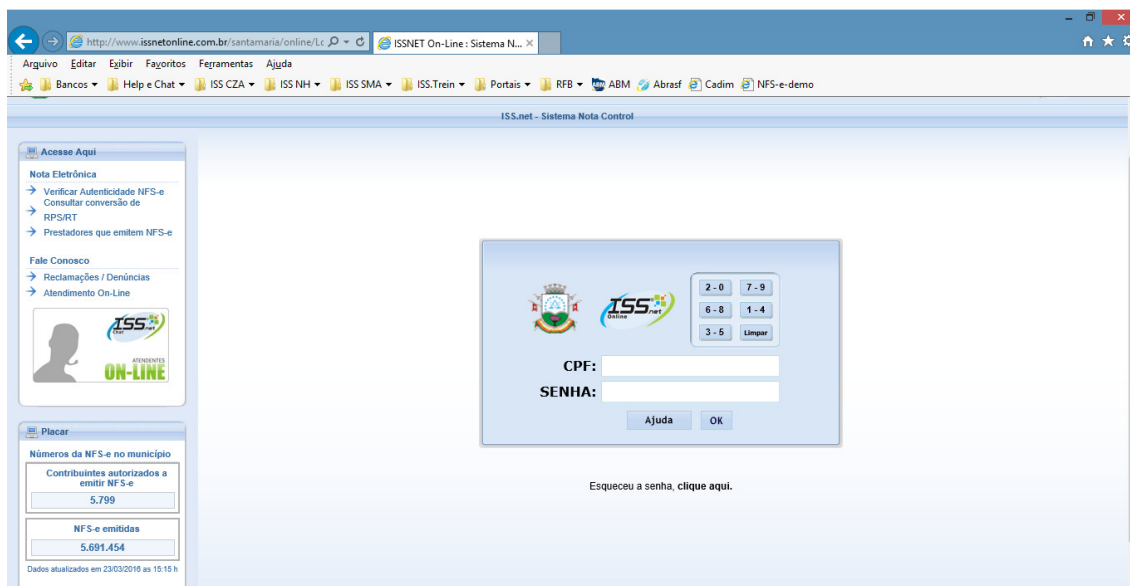 http://www.issnetonline.com.br/santamaria/online/Lc
ISSNET On-Line : Sistema N...
Arquivo Editar Exibir Favoritos Ferramentas Ajuda
Bancos Help e Chat ISS CZA ISS NH ISS SMA ISS.Trein Portais RFB ABM Abrasf Cadim NFS-e-demo
ISS.net - Sistema Nota Control
Acesse Aqui
Nota Eletrônica
Verificar Autenticidade NFS-e
Consultar conversão de
RPS/RT
Prestadores que emitem NFS-e
Fale Conosco
Reclamações / Denúncias
Atendimento On-Line
ISS.net
Chat
ATENDENTES
ON-LINE
Placar
Números da NFS-e no município
Contribuintes autorizados a
emitir NFS-e
5.799
NFS-e emitidas
5.691.454
Dados atualizados em 23/03/2016 as 15:15 h
ISS.net
Online
2 - 0 7 - 9
6 - 8 1 - 4
3 - 5 Limpar
CPF:
SENHA:
Ajuda OK
Esqueceu a senha, clique aqui.